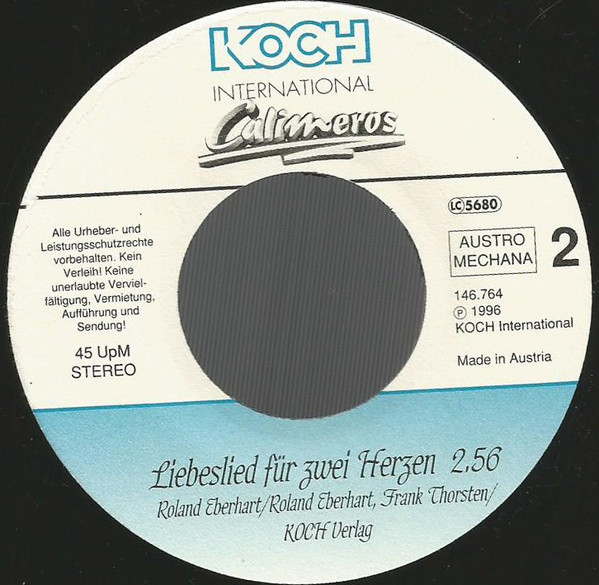 KOCH
INTERNATIONAL
Calimeros
Alle Urheber- und
Leistungsschutzrechte
vorbehalten. Kein
Verleih! Keine
unerlaubte Verviel-
fältigung, Vermietung,
Aufführung und
Sendung!
45 UpM
STEREO
LC 5680
AUSTRO
MECHANA
2
146.764
Ⓟ 1996
KOCH International
Made in Austria
Liebeslied für zwei Herzen 2.56
Roland Eberhart/Roland Eberhart, Frank Thorsten/
KOCH Verlag